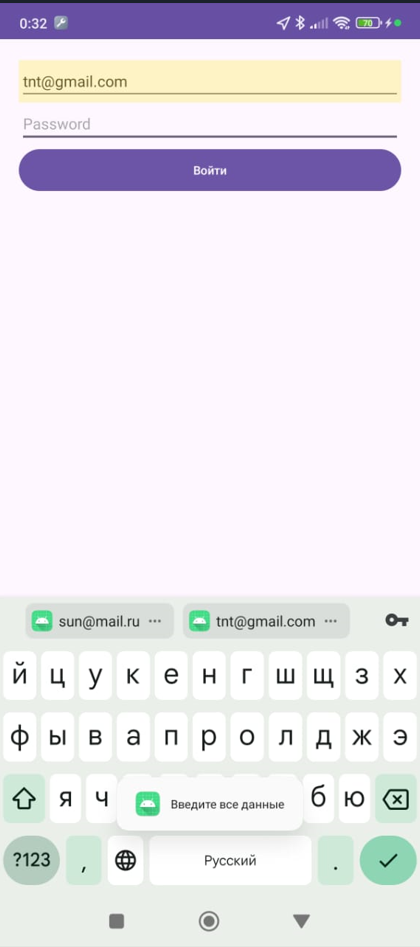 0:32
70
tnt@gmail.com
Password
Войти
sun@mail.ru
tnt@gmail.com
й ц у к е н г ш щ з х
ф ы в а п р о л д ж э
я ч б ю
Введите все данные
?123 , Русский .